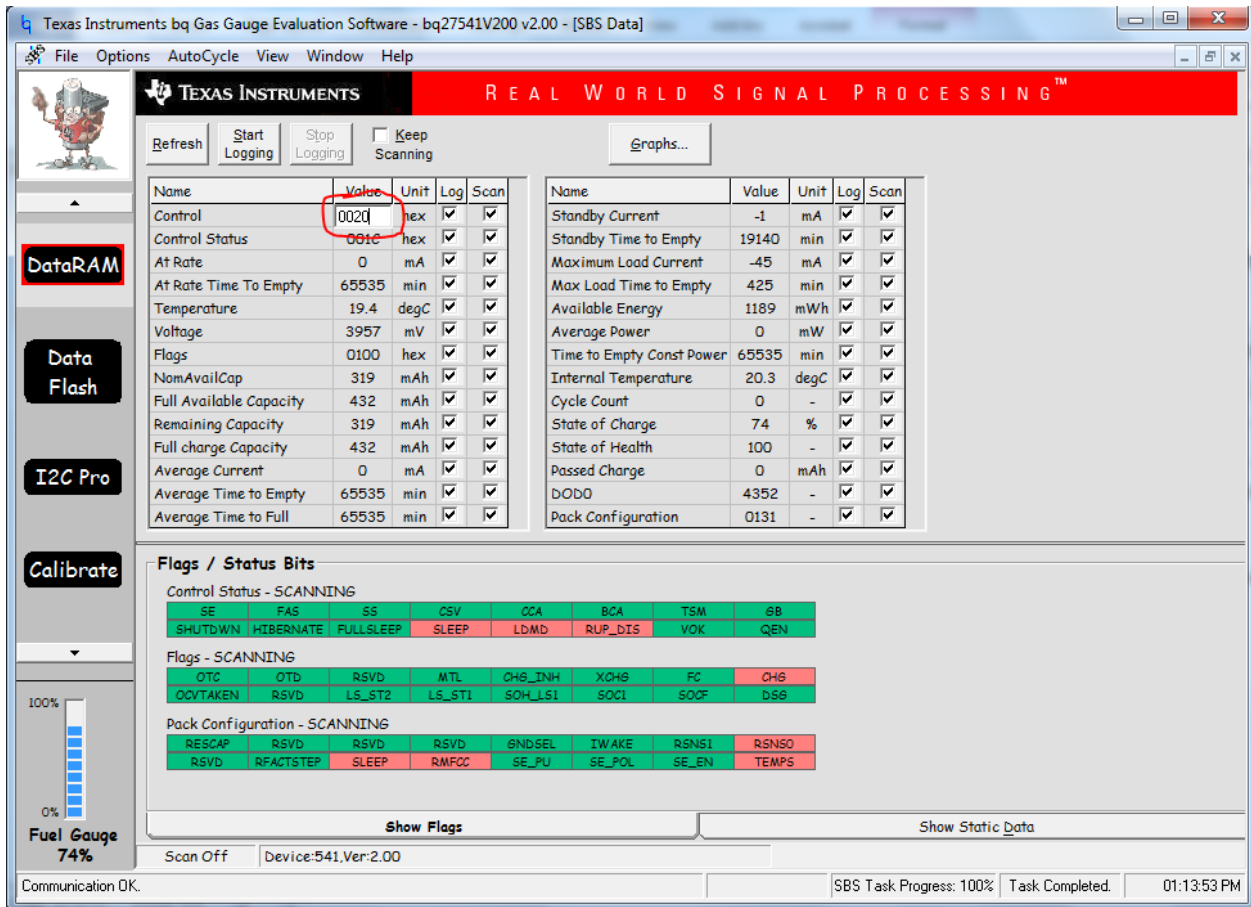 Texas Instruments bq Gas Gauge Evaluation Software - bq27541V200 v2.00 - [SBS Data]
File Options AutoCycle View Window Help
TEXAS INSTRUMENTS REAL WORLD SIGNAL PROCESSING™
Refresh Start Logging Stop Logging Keep Scanning Graphs...
Name Value Unit Log Scan Name Value Unit Log Scan
Control 0020 hex Standby Current -1 mA
Control Status 001C hex Standby Time to Empty 19140 min
At Rate 0 mA Maximum Load Current -45 mA
At Rate Time To Empty 65535 min Max Load Time to Empty 425 min
Temperature 19.4 degC Available Energy 1189 mWh
Voltage 3957 mV Average Power 0 mW
Flags 0100 hex Time to Empty Const Power 65535 min
NomAvailCap 319 mAh Internal Temperature 20.3 degC
Full Available Capacity 432 mAh Cycle Count 0 -
Remaining Capacity 319 mAh State of Charge 74 %
Full charge Capacity 432 mAh State of Health 100 -
Average Current 0 mA Passed Charge 0 mAh
Average Time to Empty 65535 min DOD0 4352 -
Average Time to Full 65535 min Pack Configuration 0131 -
DataRAM
Data
Flash
I2C Pro
Calibrate
Flags / Status Bits
Control Status - SCANNING
SE FAS SS CSV CCA BCA TSM GB
SHUTDWN HIBERNATE FULLSLEEP SLEEP LDMD RUP_DIS VOK QEN
Flags - SCANNING
OTC OTD RSVD MTL CHG_INH XCHG FC CHG
OCVTAKEN RSVD LS_ST2 LS_ST1 SOH_LS1 SOC1 SOCF DSG
Pack Configuration - SCANNING
RESCAP RSVD RSVD RSVD GNDSEL IWAKE RSNS1 RSNS0
RSVD RFACTSTEP SLEEP RMFCC SE_PU SE_POL SE_EN TEMPS
100%
0%
Fuel Gauge
74%
Show Flags Show Static Data
Scan Off Device:541,Ver:2.00
Communication OK. SBS Task Progress: 100% Task Completed. 01:13:53 PM